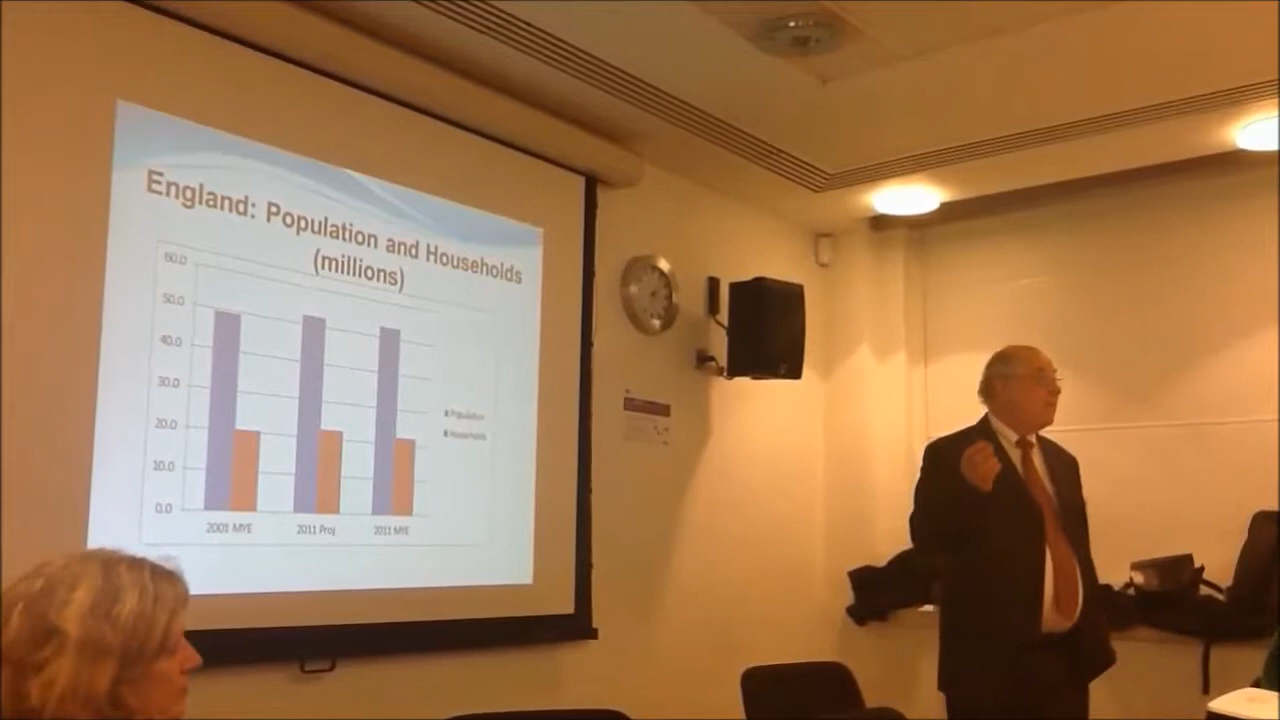 England: Population and Households
(millions)
60.0
50.0
40.0
30.0
20.0
10.0
0.0
2001 MYE 2011 Proj 2011 MYE
Population
Households